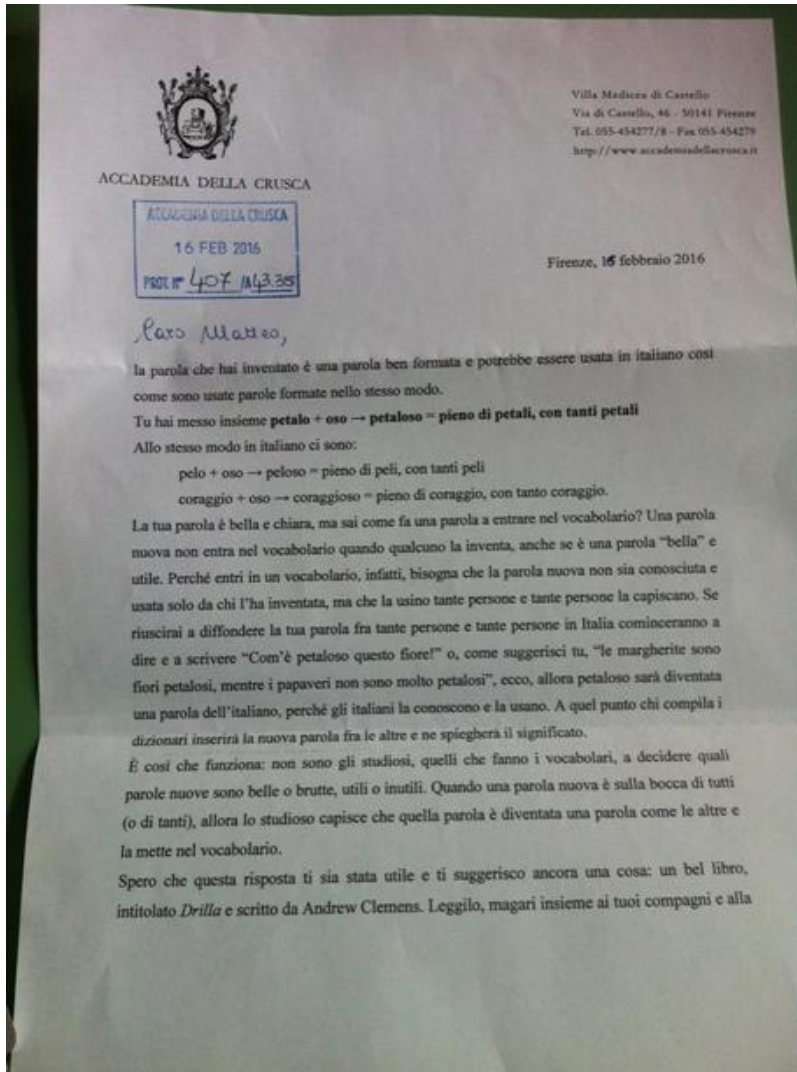 Villa Medicea di Castello
Via di Castello, 46 - 50141 Firenze
Tel. 055-454277/8 - Fax 055-454279
http://www.accademiadellacrusca.it
ACCADEMIA DELLA CRUSCA
ACCADEMIA DELLA CRUSCA
16 FEB 2016
PROT. N° 407 /A43.35
Firenze, 16 febbraio 2016
Caro Matteo,
la parola che hai inventato è una parola ben formata e potrebbe essere usata in italiano così
come sono usate parole formate nello stesso modo.
Tu hai messo insieme petalo + oso → petaloso = pieno di petali, con tanti petali
Allo stesso modo in italiano ci sono:
pelo + oso → peloso = pieno di peli, con tanti peli
coraggio + oso → coraggioso = pieno di coraggio, con tanto coraggio.
La tua parola è bella e chiara, ma sai come fa una parola a entrare nel vocabolario? Una parola
nuova non entra nel vocabolario quando qualcuno la inventa, anche se è una parola “bella” e
utile. Perché entri in un vocabolario, infatti, bisogna che la parola nuova non sia conosciuta e
usata solo da chi l’ha inventata, ma che la usino tante persone e tante persone la capiscano. Se
riuscirai a diffondere la tua parola fra tante persone e tante persone in Italia cominceranno a
dire e a scrivere “Com’è petaloso questo fiore!” o, come suggerisci tu, “le margherite sono
fiori petalosi, mentre i papaveri non sono molto petalosi”, ecco, allora petaloso sarà diventata
una parola dell’italiano, perché gli italiani la conoscono e la usano. A quel punto chi compila i
dizionari inserirà la nuova parola fra le altre e ne spiegherà il significato.
È così che funziona: non sono gli studiosi, quelli che fanno i vocabolari, a decidere quali
parole nuove sono belle o brutte, utili o inutili. Quando una parola nuova è sulla bocca di tutti
(o di tanti), allora lo studioso capisce che quella parola è diventata una parola come le altre e
la mette nel vocabolario.
Spero che questa risposta ti sia stata utile e ti suggerisco ancora una cosa: un bel libro,
intitolato Drilla e scritto da Andrew Clemens. Leggilo, magari insieme ai tuoi compagni e alla